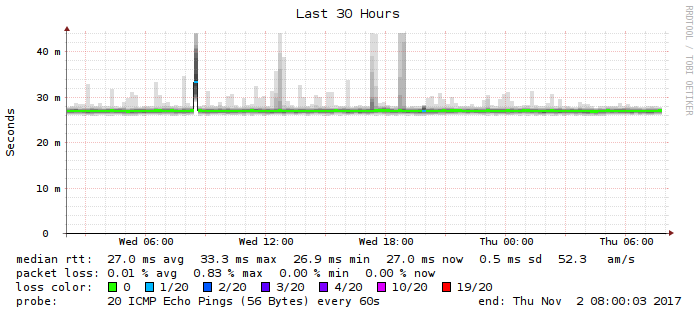 Last 30 Hours
RRDTOOL / TOBI OETIKER
Seconds
40 m
30 m
20 m
10 m
0
Wed 06:00 Wed 12:00 Wed 18:00 Thu 00:00 Thu 06:00
median rtt: 27.0 ms avg 33.3 ms max 26.9 ms min 27.0 ms now 0.5 ms sd 52.3 am/s
packet loss: 0.01 % avg 0.83 % max 0.00 % min 0.00 % now
loss color: 0 1/20 2/20 3/20 4/20 10/20 19/20
probe: 20 ICMP Echo Pings (56 Bytes) every 60s end: Thu Nov 2 08:00:03 2017